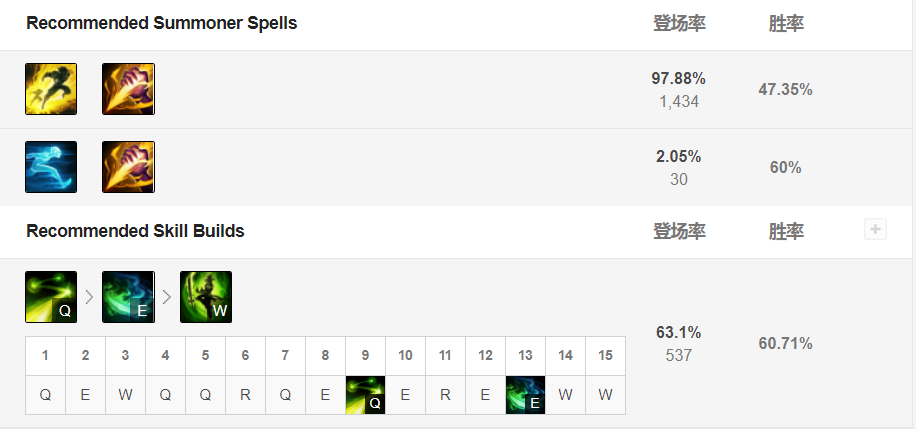 Recommended Summoner Spells 登场率 胜率
97.88%
1,434
47.35%
2.05%
30
60%
Recommended Skill Builds 登场率 胜率
Q E W
63.1%
537
60.71%
1 2 3 4 5 6 7 8 9 10 11 12 13 14 15
Q E W Q Q R Q E Q E R E E W W